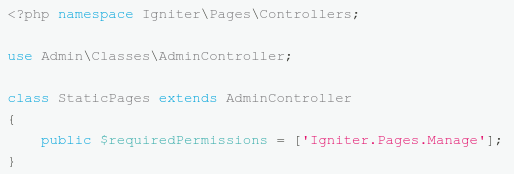 <?php namespace Igniter\Pages\Controllers;
use Admin\Classes\AdminController;
class StaticPages extends AdminController
{
    public $requiredPermissions = ['Igniter.Pages.Manage'];
}